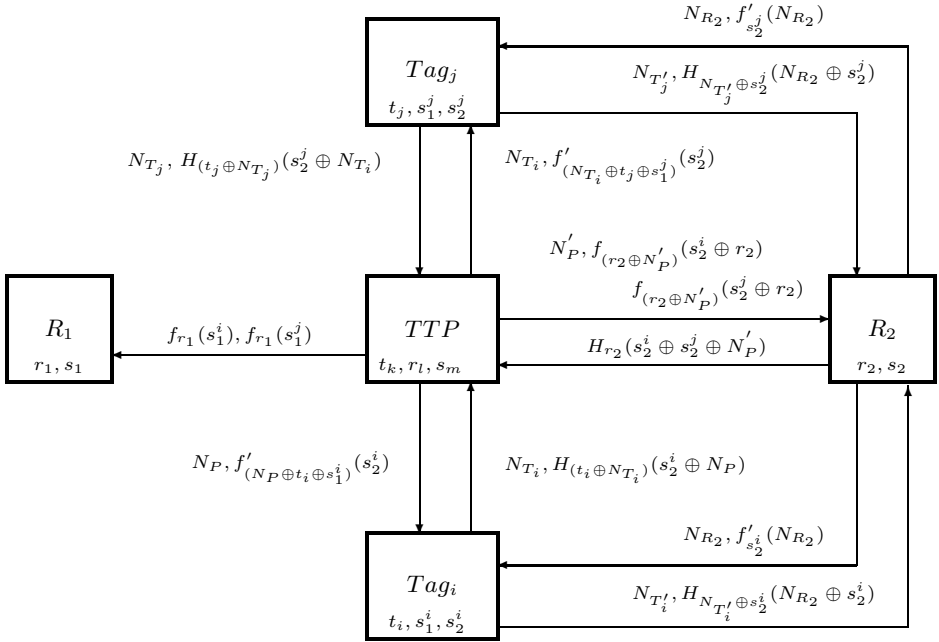 N_{R_2}, f'_{s_2^j}(N_{R_2})
Tag_j
t_j, s_1^j, s_2^j
N_{T'_j}, H_{N_{T'_j} ⊕ s_2^j}(N_{R_2} ⊕ s_2^j)
N_{T_j}, H_{(t_j ⊕ N_{T_j})}(s_2^j ⊕ N_{T_i})
N_{T_i}, f'_{(N_{T_i} ⊕ t_j ⊕ s_1^j)}(s_2^j)
N'_P, f_{(r_2 ⊕ N'_P)}(s_2^i ⊕ r_2)
f_{(r_2 ⊕ N'_P)}(s_2^j ⊕ r_2)
R_1
r_1, s_1
f_{r_1}(s_1^i), f_{r_1}(s_1^j)
TTP
t_k, r_l, s_m
H_{r_2}(s_2^i ⊕ s_2^j ⊕ N'_P)
R_2
r_2, s_2
N_P, f'_{(N_P ⊕ t_i ⊕ s_1^i)}(s_2^i)
N_{T_i}, H_{(t_i ⊕ N_{T_i})}(s_2^i ⊕ N_P)
N_{R_2}, f'_{s_2^i}(N_{R_2})
Tag_i
t_i, s_1^i, s_2^i
N_{T'_i}, H_{N_{T'_i} ⊕ s_2^i}(N_{R_2} ⊕ s_2^i)